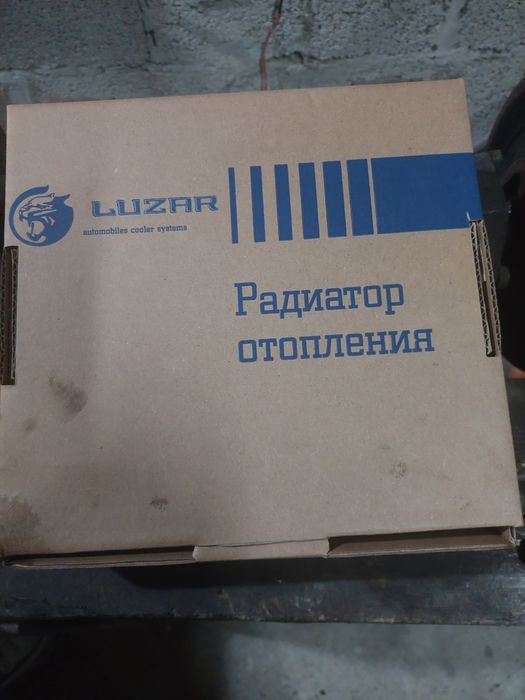 LUZAR
automobiles cooler systems
Радиатор
отопления